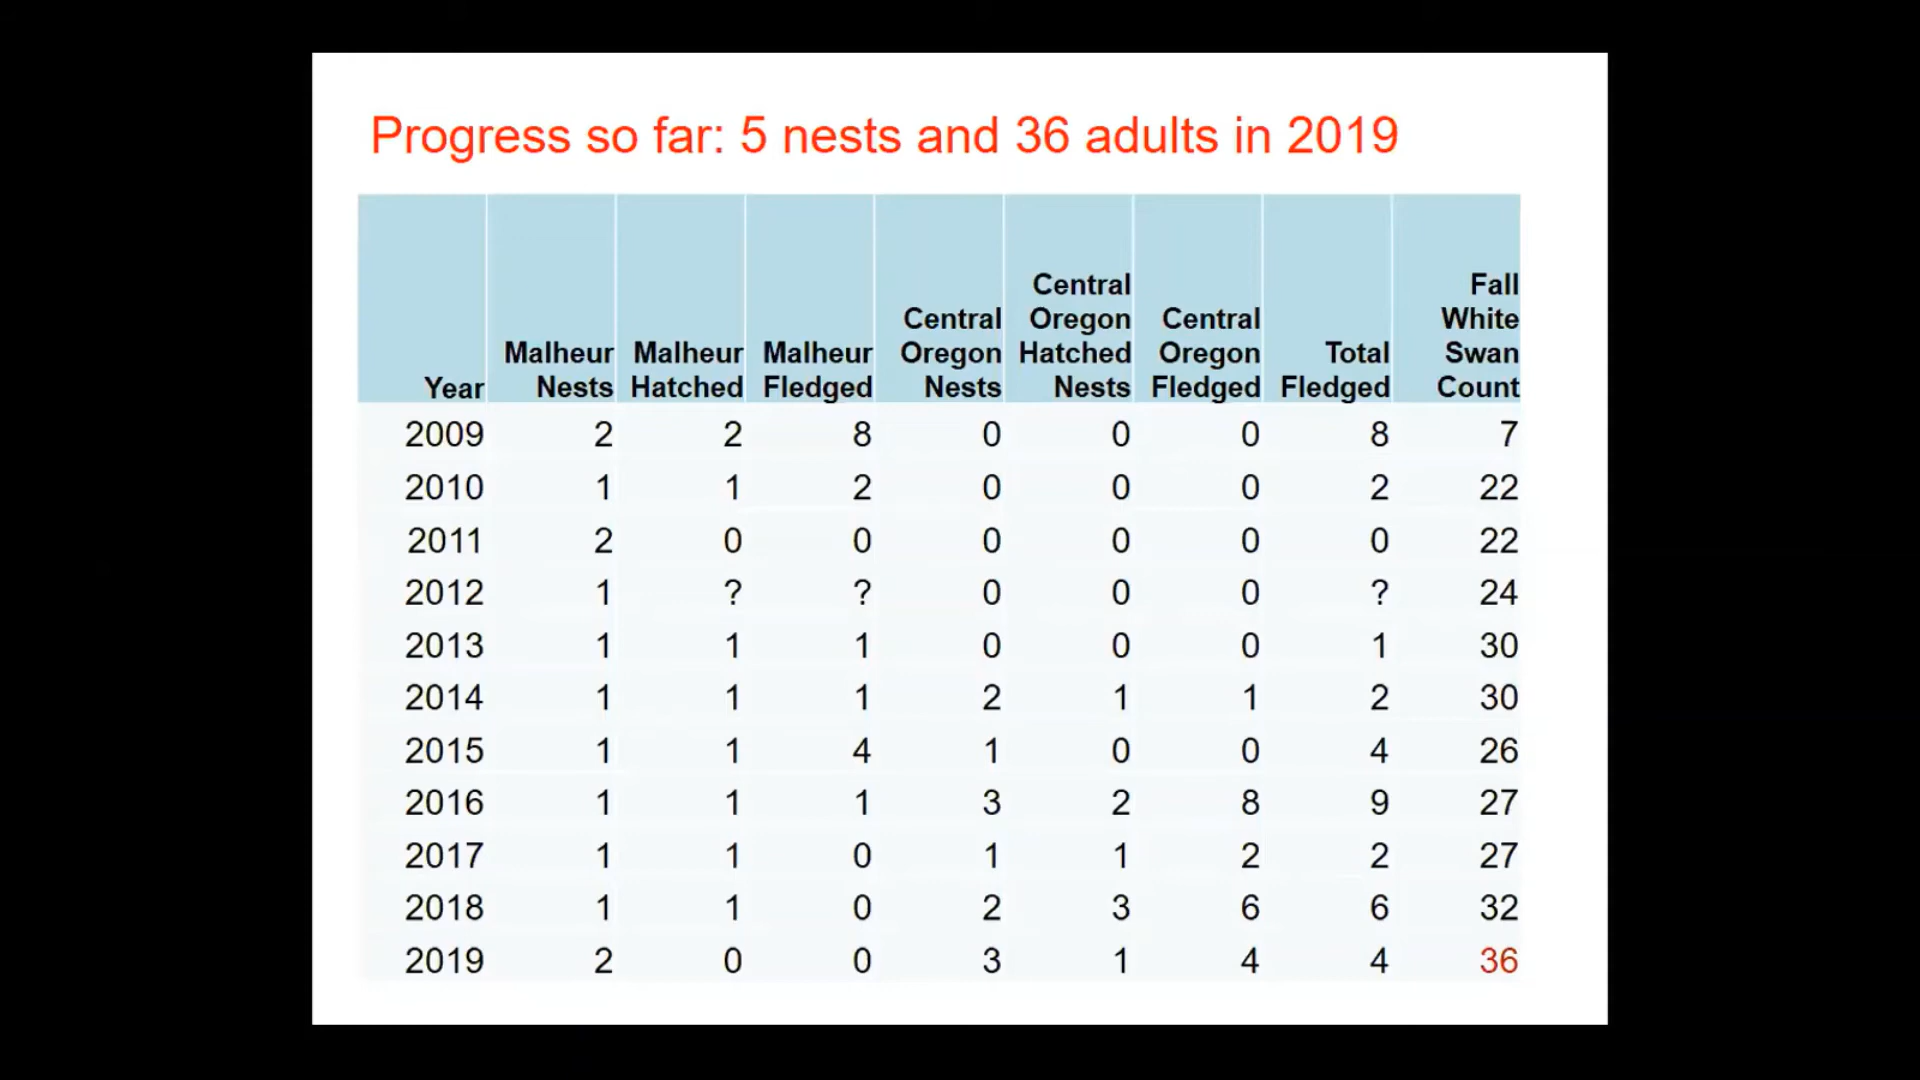 Progress so far: 5 nests and 36 adults in 2019
Year Malheur Nests Malheur Hatched Malheur Fledged Central Oregon Nests Central Oregon Hatched Nests Central Oregon Fledged Total Fledged Fall White Swan Count
2009 2 2 8 0 0 0 8 7
2010 1 1 2 0 0 0 2 22
2011 2 0 0 0 0 0 0 22
2012 1 ? ? 0 0 0 ? 24
2013 1 1 1 0 0 0 1 30
2014 1 1 1 2 1 1 2 30
2015 1 1 4 1 0 0 4 26
2016 1 1 1 3 2 8 9 27
2017 1 1 0 1 1 2 2 27
2018 1 1 0 2 3 6 6 32
2019 2 0 0 3 1 4 4 36